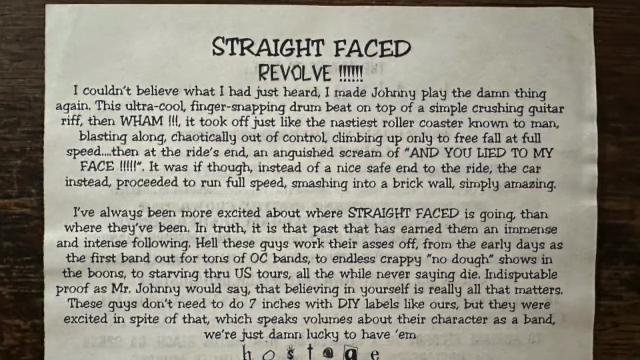 STRAIGHT FACED
REVOLVE !!!!!!
I couldn't believe what I had just heard, I made Johnny play the damn thing
again. This ultra-cool, finger-snapping drum beat on top of a simple crushing guitar
riff, then WHAM !!!, it took off just like the nastiest roller coaster known to man,
blasting along, chaotically out of control, climbing up only to free fall at full
speed....then at the ride's end, an anguished scream of "AND YOU LIED TO MY
FACE !!!!!". It was if though, instead of a nice safe end to the ride, the car
instead, proceeded to run full speed, smashing into a brick wall, simply amazing.
I've always been more excited about where STRAIGHT FACED is going, than
where they've been. In truth, it is that past that has earned them an immense
and intense following. Hell these guys work their asses off, from the early days as
the first band out for tons of OC bands, to endless crappy "no dough" shows in
the boons, to starving thru US tours, all the while never saying die. Indisputable
proof as Mr. Johnny would say, that believing in yourself is really all that matters.
These guys don't need to do 7 inches with DIY labels like ours, but they were
excited in spite of that, which speaks volumes about their character as a band,
we're just damn lucky to have 'em
hostage